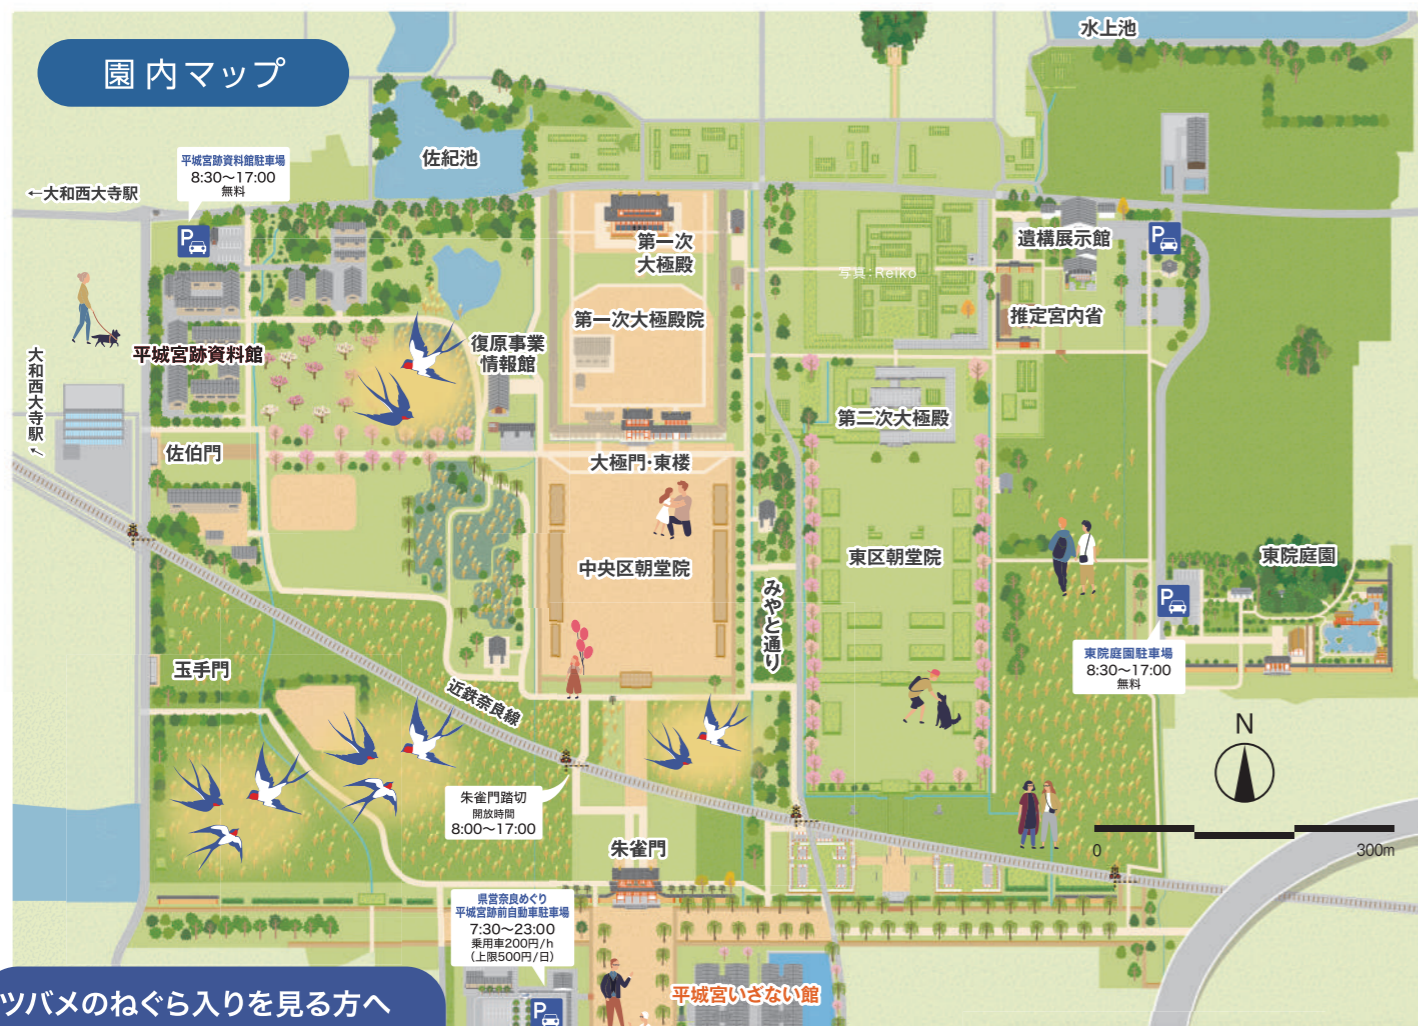 園内マップ
水上池
佐紀池
平城宮跡資料館駐車場
8:30〜17:00
無料
←大和西大寺駅
第一次
大極殿
遺構展示館
写真:Reiko
第一次大極殿院
推定宮内省
復原事業
情報館
平城宮跡資料館
大和西大寺駅→
第二次大極殿
佐伯門
大極門・東楼
中央区朝堂院
東区朝堂院
東院庭園
みやと通り
東院庭園駐車場
8:30〜17:00
無料
玉手門
近鉄奈良線
N
朱雀門踏切
開放時間
8:00〜17:00
朱雀門
0
300m
県営奈良めぐり
平城宮跡前自動車駐車場
7:30〜23:00
乗用車200円/h
(上限500円/日)
平城宮いざない館
ツバメのねぐら入りを見る方へ
P
P
P
P